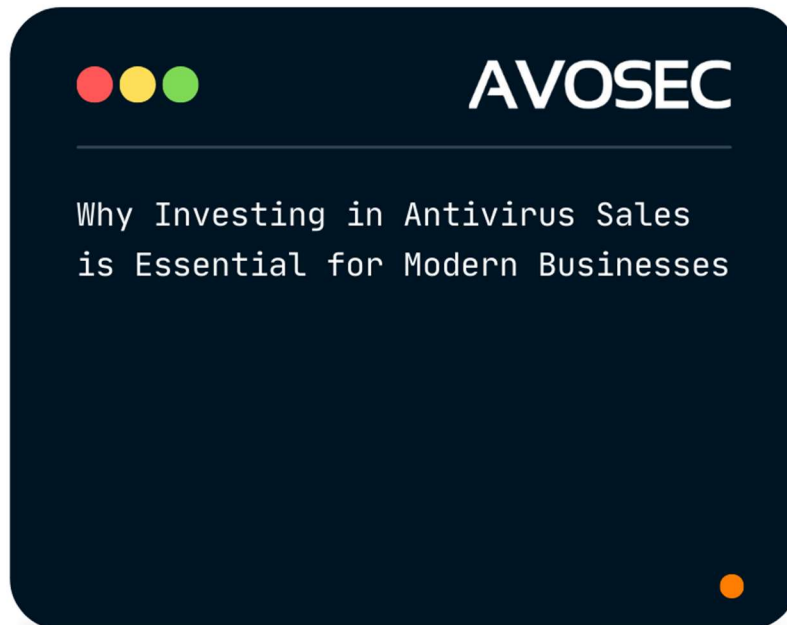 AVOSEC
Why Investing in Antivirus Sales
is Essential for Modern Businesses